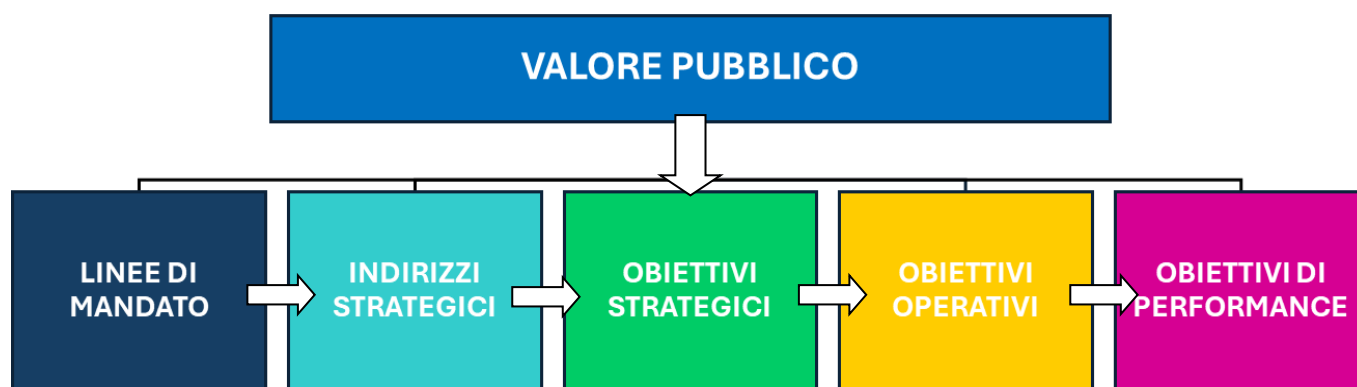 VALORE PUBBLICO
LINEE DI
MANDATO
INDIRIZZI
STRATEGICI
OBIETTIVI
STRATEGICI
OBIETTIVI
OPERATIVI
OBIETTIVI DI
PERFORMANCE